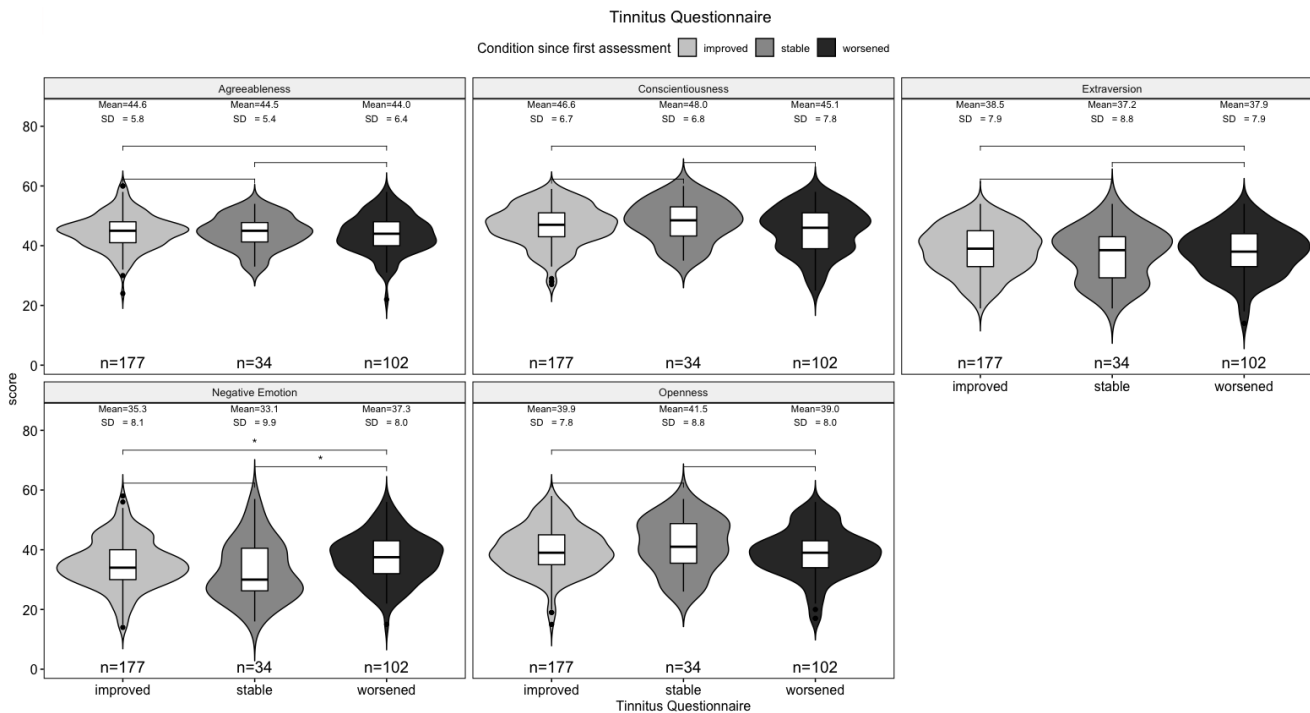 Tinnitus Questionnaire
Condition since first assessment improved stable worsened
Agreeableness Conscientiousness Extraversion
Mean=44.6 Mean=44.5 Mean=44.0 Mean=46.6 Mean=48.0 Mean=45.1 Mean=38.5 Mean=37.2 Mean=37.9
SD = 5.8 SD = 5.4 SD = 6.4 SD = 6.7 SD = 6.8 SD = 7.8 SD = 7.9 SD = 8.8 SD = 7.9
80
60
40
20
0
n=177 n=34 n=102 n=177 n=34 n=102 n=177 n=34 n=102
improved stable worsened
score
Negative Emotion Openness
Mean=35.3 Mean=33.1 Mean=37.3 Mean=39.9 Mean=41.5 Mean=39.0
SD = 8.1 SD = 9.9 SD = 8.0 SD = 7.8 SD = 8.8 SD = 8.0
*
*
80
60
40
20
0
n=177 n=34 n=102 n=177 n=34 n=102
improved stable worsened improved stable worsened
Tinnitus Questionnaire